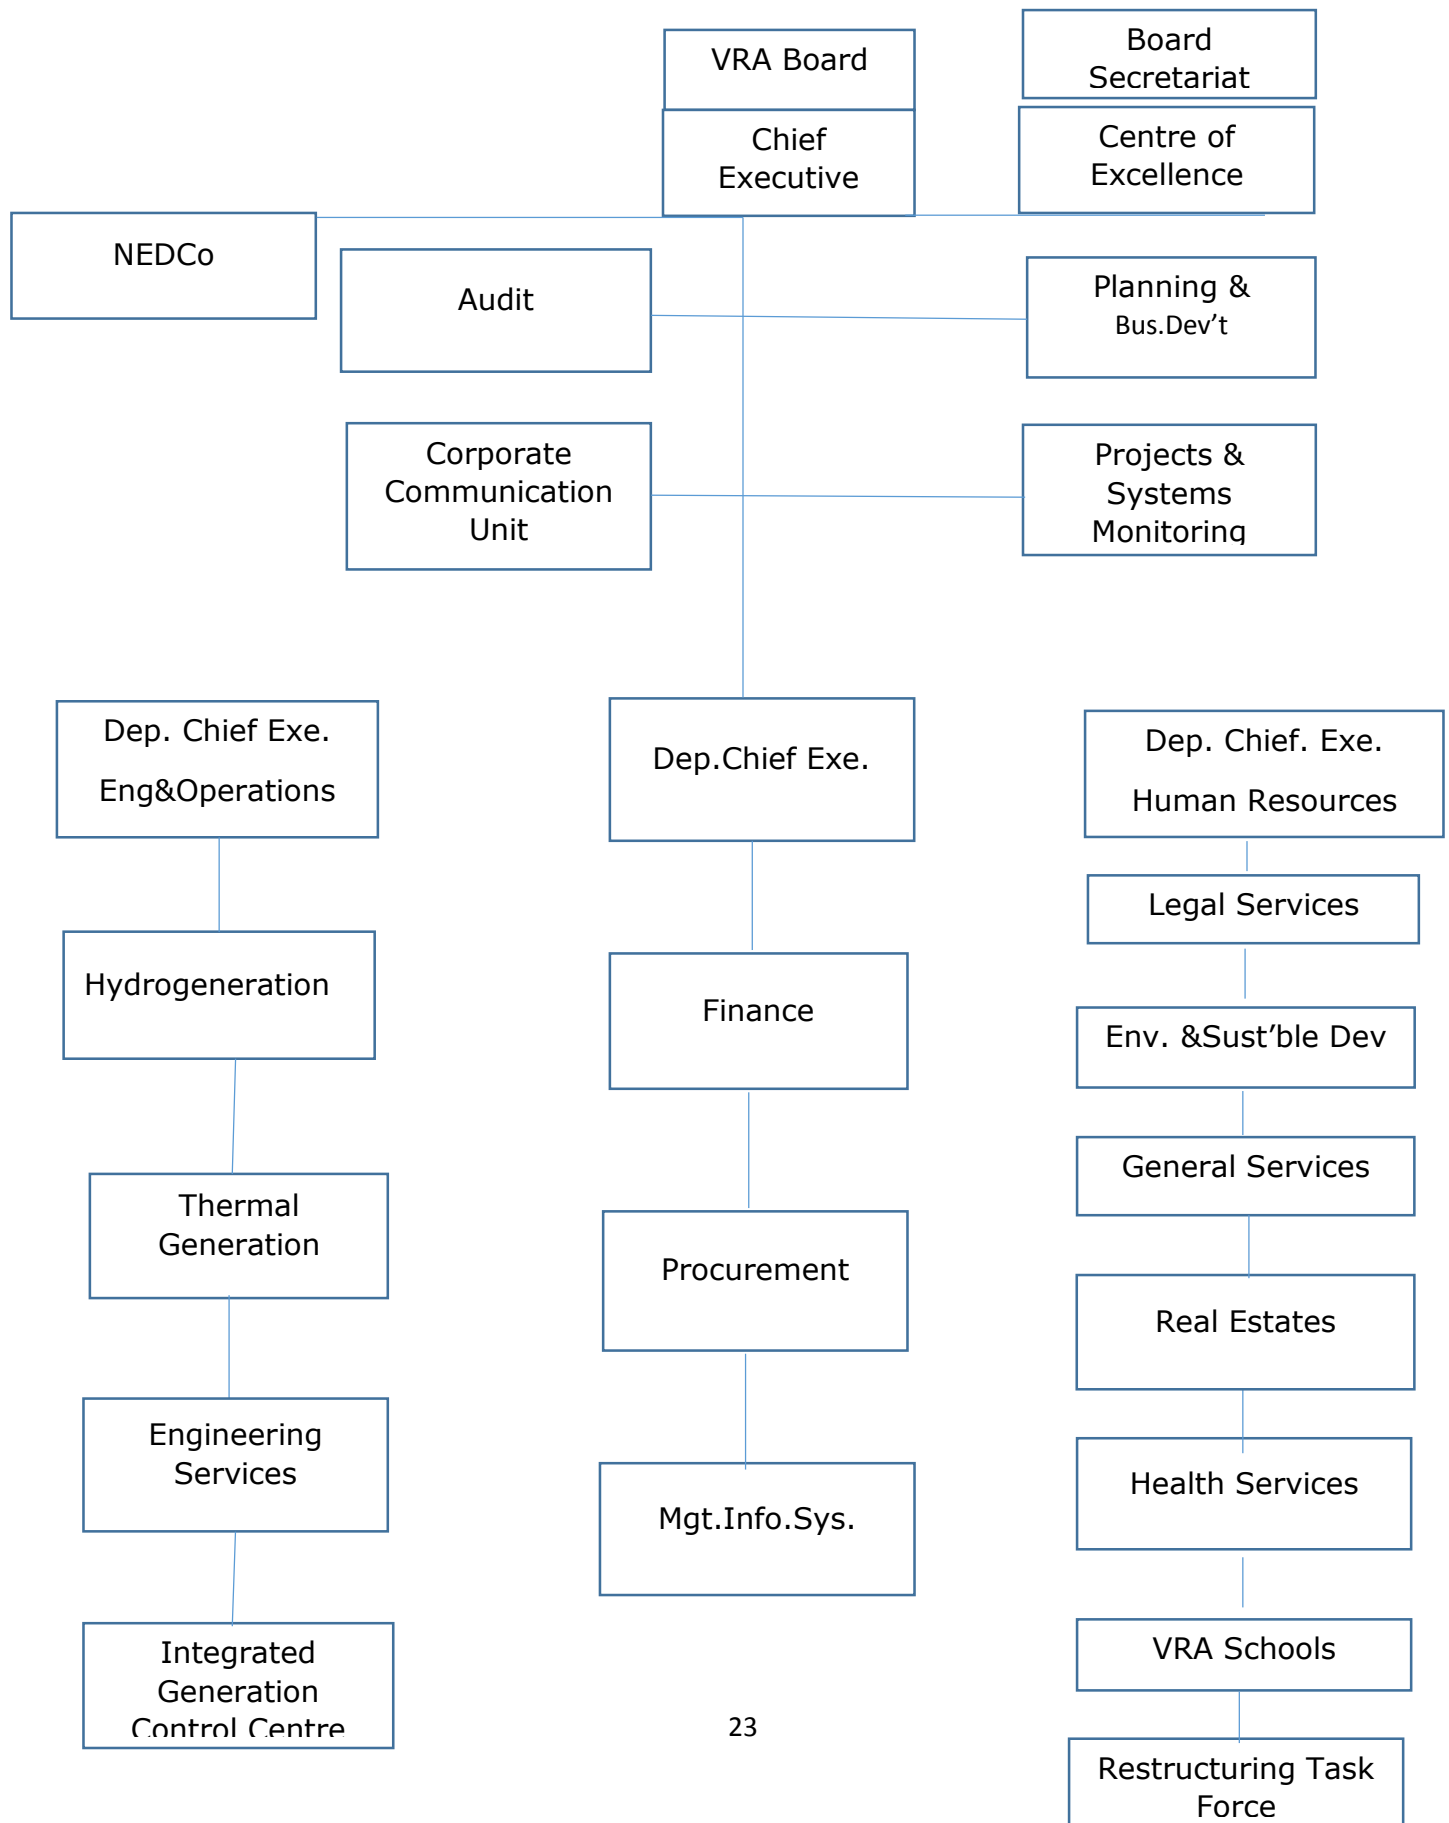 VRA Board
Board
Secretariat
Chief
Executive
Centre of
Excellence
NEDCo
Audit
Planning &
Bus.Dev’t
Corporate
Communication
Unit
Projects &
Systems
Monitoring
Dep. Chief Exe.
Eng&Operations
Dep.Chief Exe.
Dep. Chief. Exe.
Human Resources
Legal Services
Hydrogeneration
Finance
Env. &Sust’ble Dev
General Services
Thermal
Generation
Procurement
Real Estates
Engineering
Services
Mgt.Info.Sys.
Health Services
Integrated
Generation
Control Centre
VRA Schools
23
Restructuring Task
Force